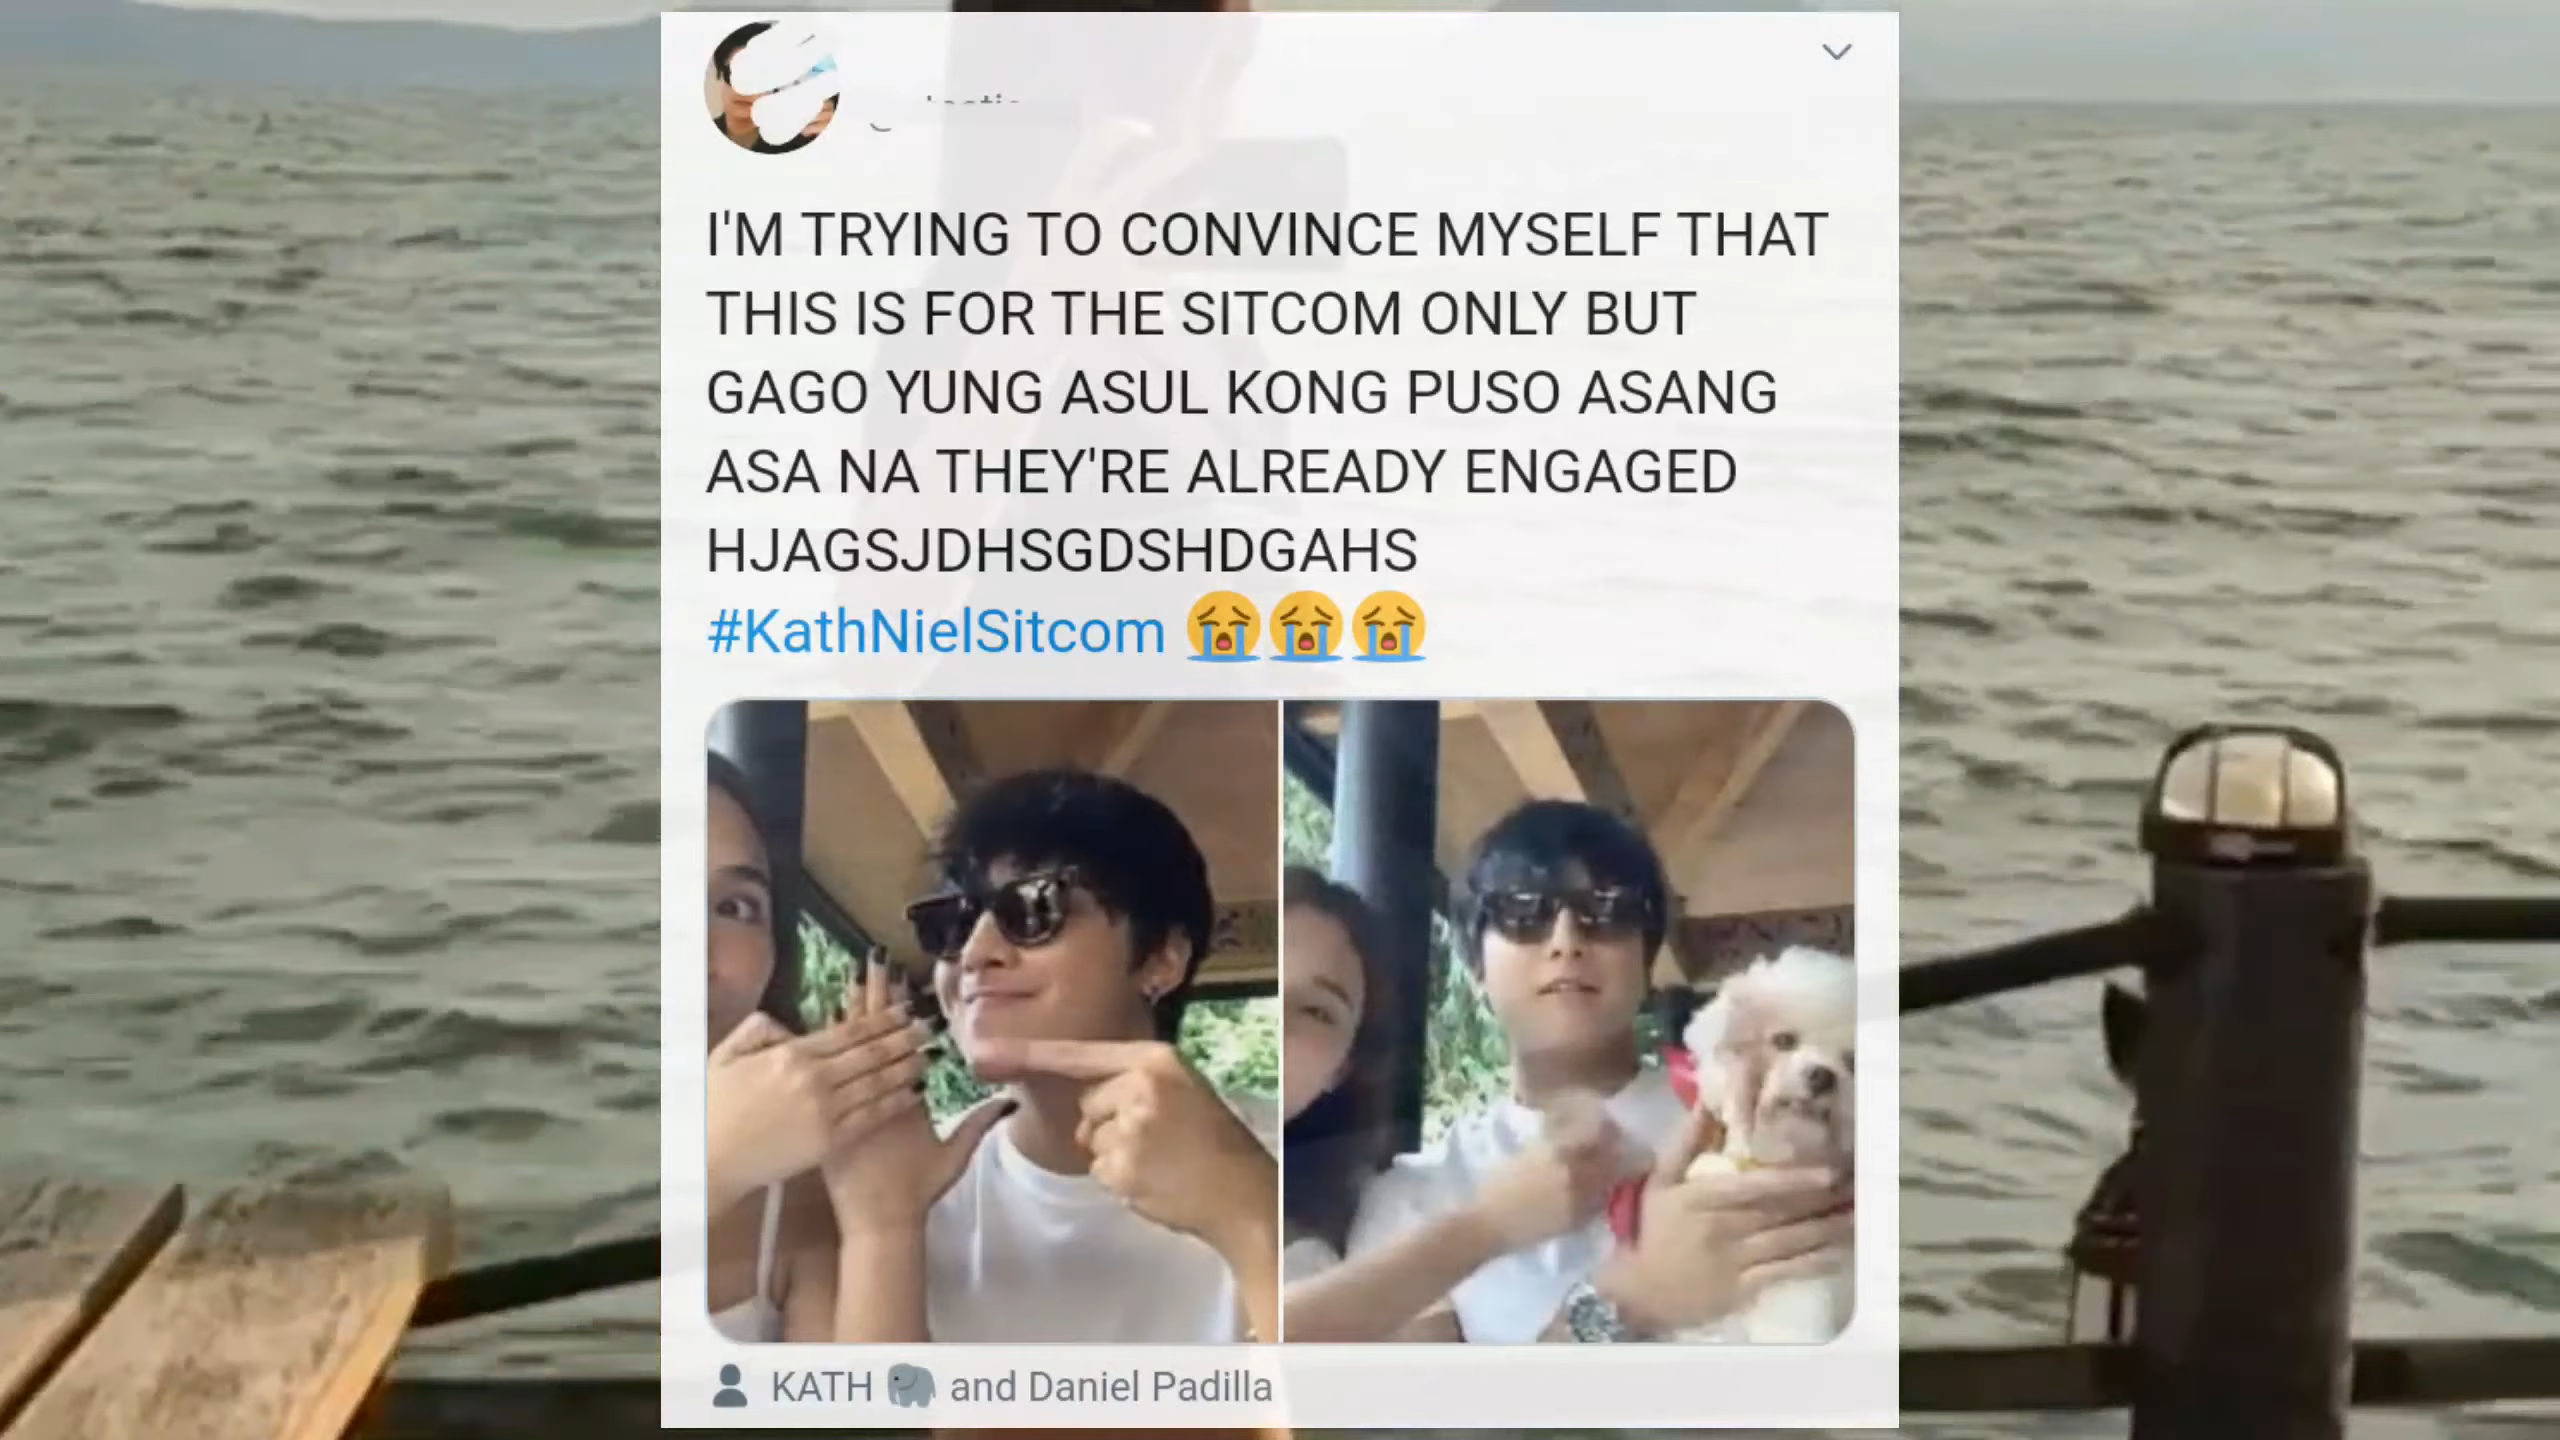 I'M TRYING TO CONVINCE MYSELF THAT
THIS IS FOR THE SITCOM ONLY BUT
GAGO YUNG ASUL KONG PUSO ASANG
ASA NA THEY'RE ALREADY ENGAGED
HJAGSJDHSGDSHDGAHS
#KathNielSitcom 😭😭😭
KATH 🐘 and Daniel Padilla